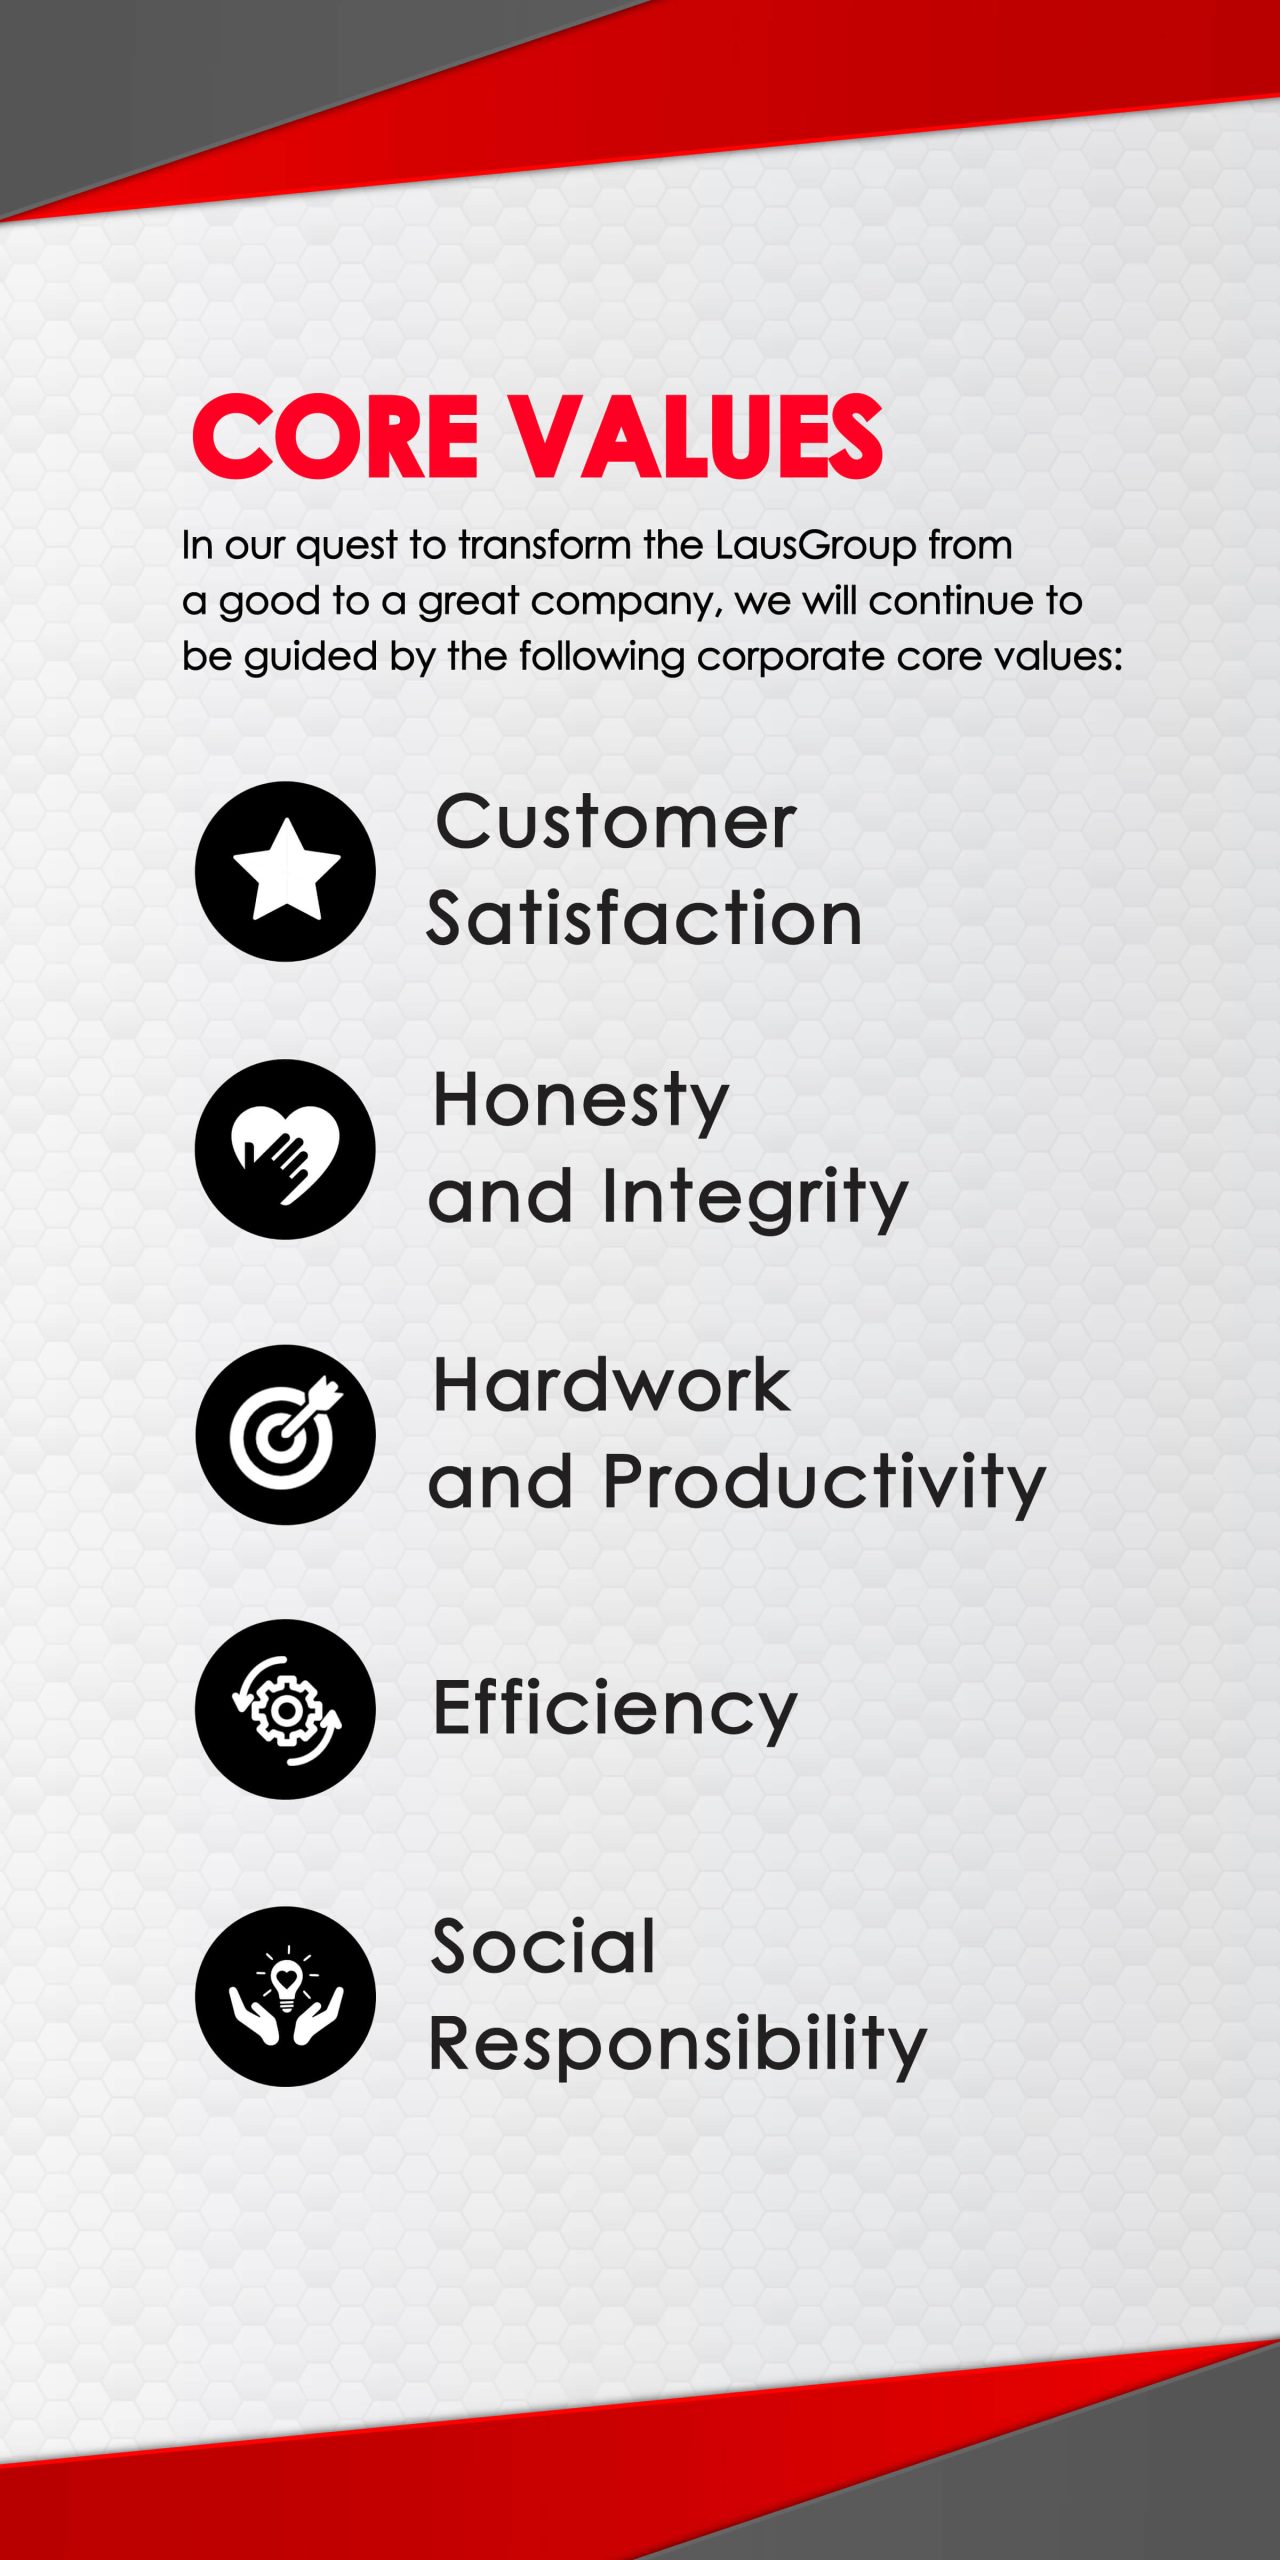 CORE VALUES
In our quest to transform the LausGroup from
a good to a great company, we will continue to
be guided by the following corporate core values:
Customer
Satisfaction
Honesty
and Integrity
Hardwork
and Productivity
Efficiency
Social
Responsibility